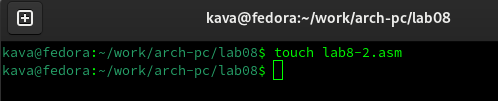 kava@fedora:~/work/arch-pc/lab08
kava@fedora:~/work/arch-pc/lab08$ touch lab8-2.asm
kava@fedora:~/work/arch-pc/lab08$